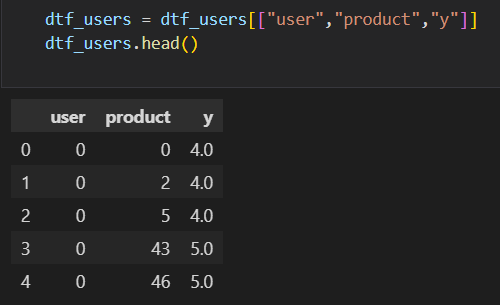 dtf_users = dtf_users[["user","product","y"]]
dtf_users.head()
user product y
0 0 0 4.0
1 0 2 4.0
2 0 5 4.0
3 0 43 5.0
4 0 46 5.0